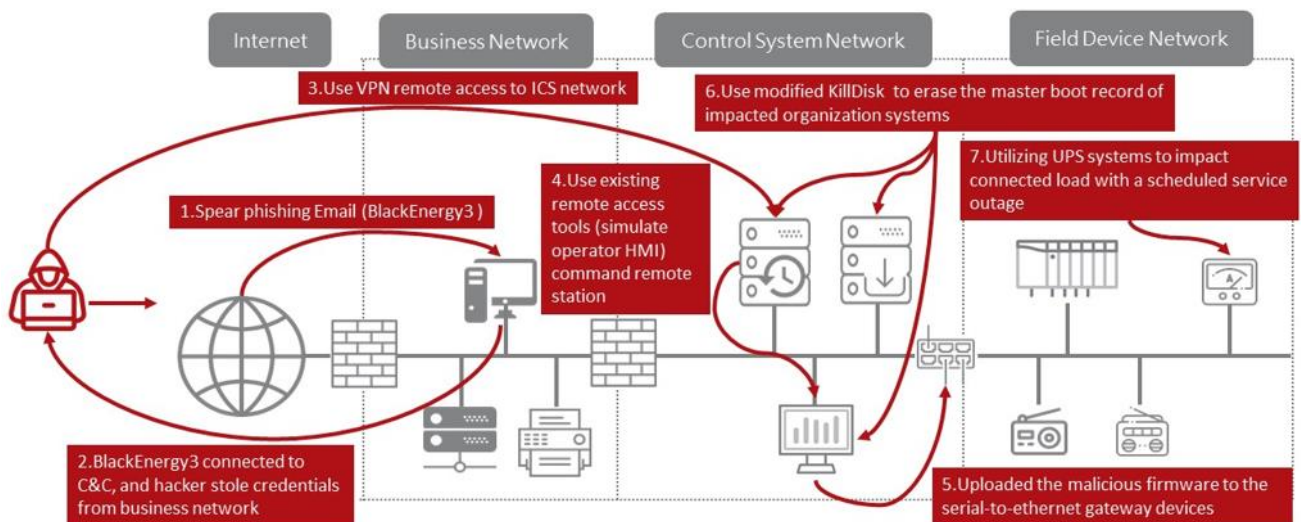 Internet
Business Network
Control System Network
Field Device Network
3.Use VPN remote access to ICS network
6.Use modified KillDisk to erase the master boot record of
impacted organization systems
1.Spear phishing Email (BlackEnergy3 )
4.Use existing
remote access
tools (simulate
operator HMI)
command remote
station
7.Utilizing UPS systems to impact
connected load with a scheduled service
outage
A
2.BlackEnergy3 connected to
C&C, and hacker stole credentials
from business network
5.Uploaded the malicious firmware to the
serial-to-ethernet gateway devices